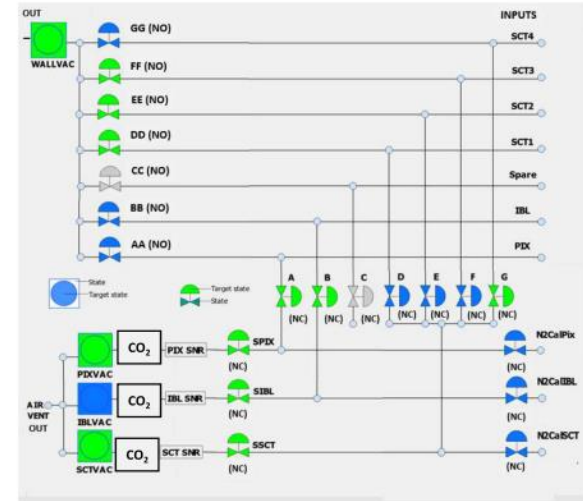 OUT
INPUTS
GG (NO)
SCT4
WALLVAC
FF (NO)
SCT3
EE (NO)
SCT2
DD (NO)
SCT1
CC (NO)
Spare
BB (NO)
IBL
AA (NO)
PIX
A B C D E F G
State
Target state
Target state
State
(NC) (NC) (NC) (NC) (NC) (NC) (NC)
CO2 PIX SNR SPIX N2CalPix
PIXVAC (NC) (NC)
CO2 IBL SNR SIBL N2CalIBL
AIR VENT OUT
IBLVAC (NC) (NC)
CO2 SCT SNR SSCT N2CalSCT
SCTVAC (NC) (NC)